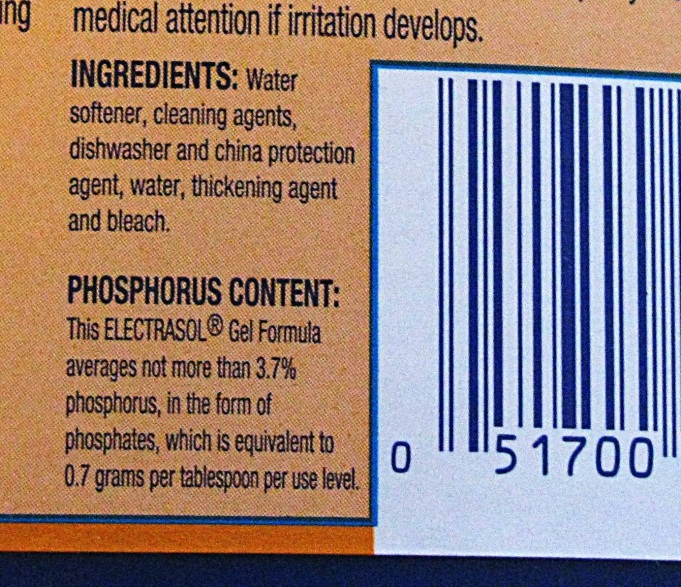 medical attention if irritation develops.
INGREDIENTS: Water
softener, cleaning agents,
dishwasher and china protection
agent, water, thickening agent
and bleach.
PHOSPHORUS CONTENT:
This ELECTRASOL® Gel Formula
averages not more than 3.7%
phosphorus, in the form of
phosphates, which is equivalent to
0.7 grams per tablespoon per use level.
0 51700